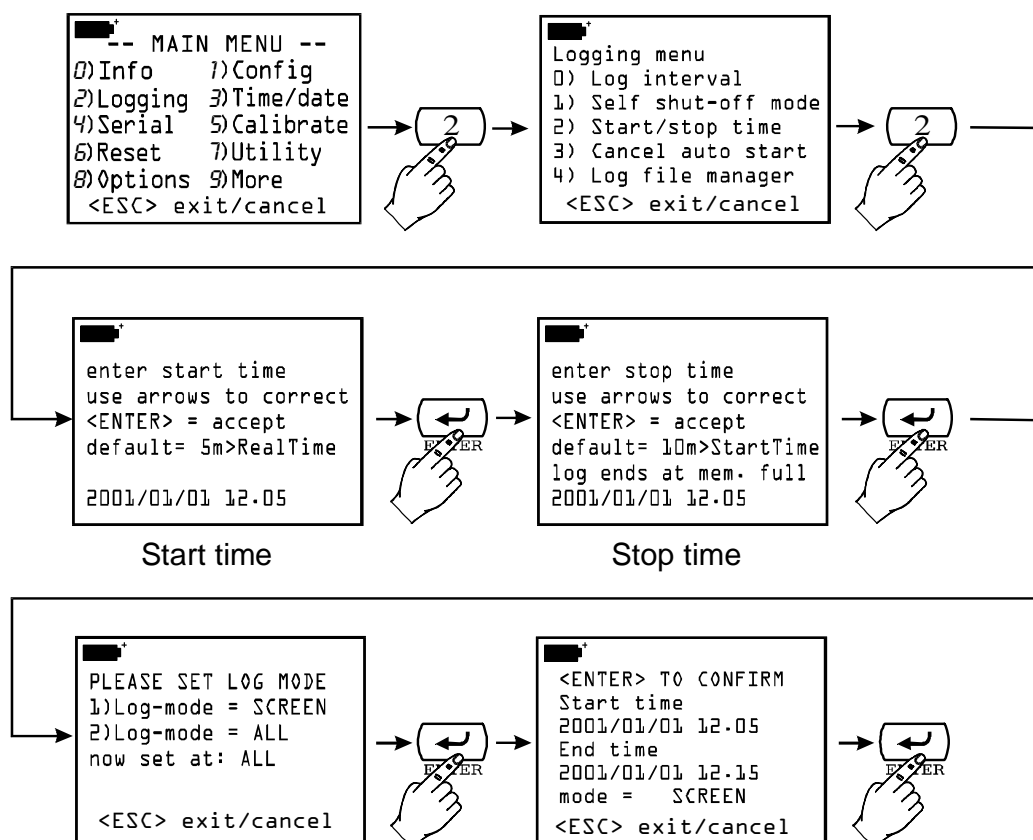 -- MAIN MENU --
0)Info 1)Config
2)Logging 3)Time/date
4)Serial 5)Calibrate
6)Reset 7)Utility
8)Options 9)More
<ESC> exit/cancel
2
Logging menu
0) Log interval
1) Self shut-off mode
2) Start/stop time
3) Cancel auto start
4) Log file manager
<ESC> exit/cancel
2
enter start time
use arrows to correct
<ENTER> = accept
default= 5m>RealTime
2001/01/01 12.05
Start time
ENTER
enter stop time
use arrows to correct
<ENTER> = accept
default= 10m>StartTime
log ends at mem. full
2001/01/01 12.05
Stop time
ENTER
PLEASE SET LOG MODE
1)Log-mode = SCREEN
2)Log-mode = ALL
now set at: ALL
<ESC> exit/cancel
ENTER
<ENTER> TO CONFIRM
Start time
2001/01/01 12.05
End time
2001/01/01 12.15
mode = SCREEN
<ESC> exit/cancel
ENTER